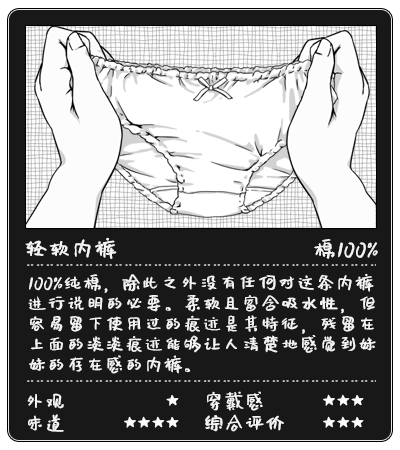 轻软内裤 棉100%
100%纯棉，除此之外没有任何对这条内裤
进行说明的必要。柔软且富含吸水性，但
容易留下使用过的痕迹是其特征，残留在
上面的淡淡痕迹能够让人清楚地感觉到妹
妹的存在感的内裤。
外观 ★ 穿戴感 ★★★
味道 ★★★★ 综合评价 ★★★